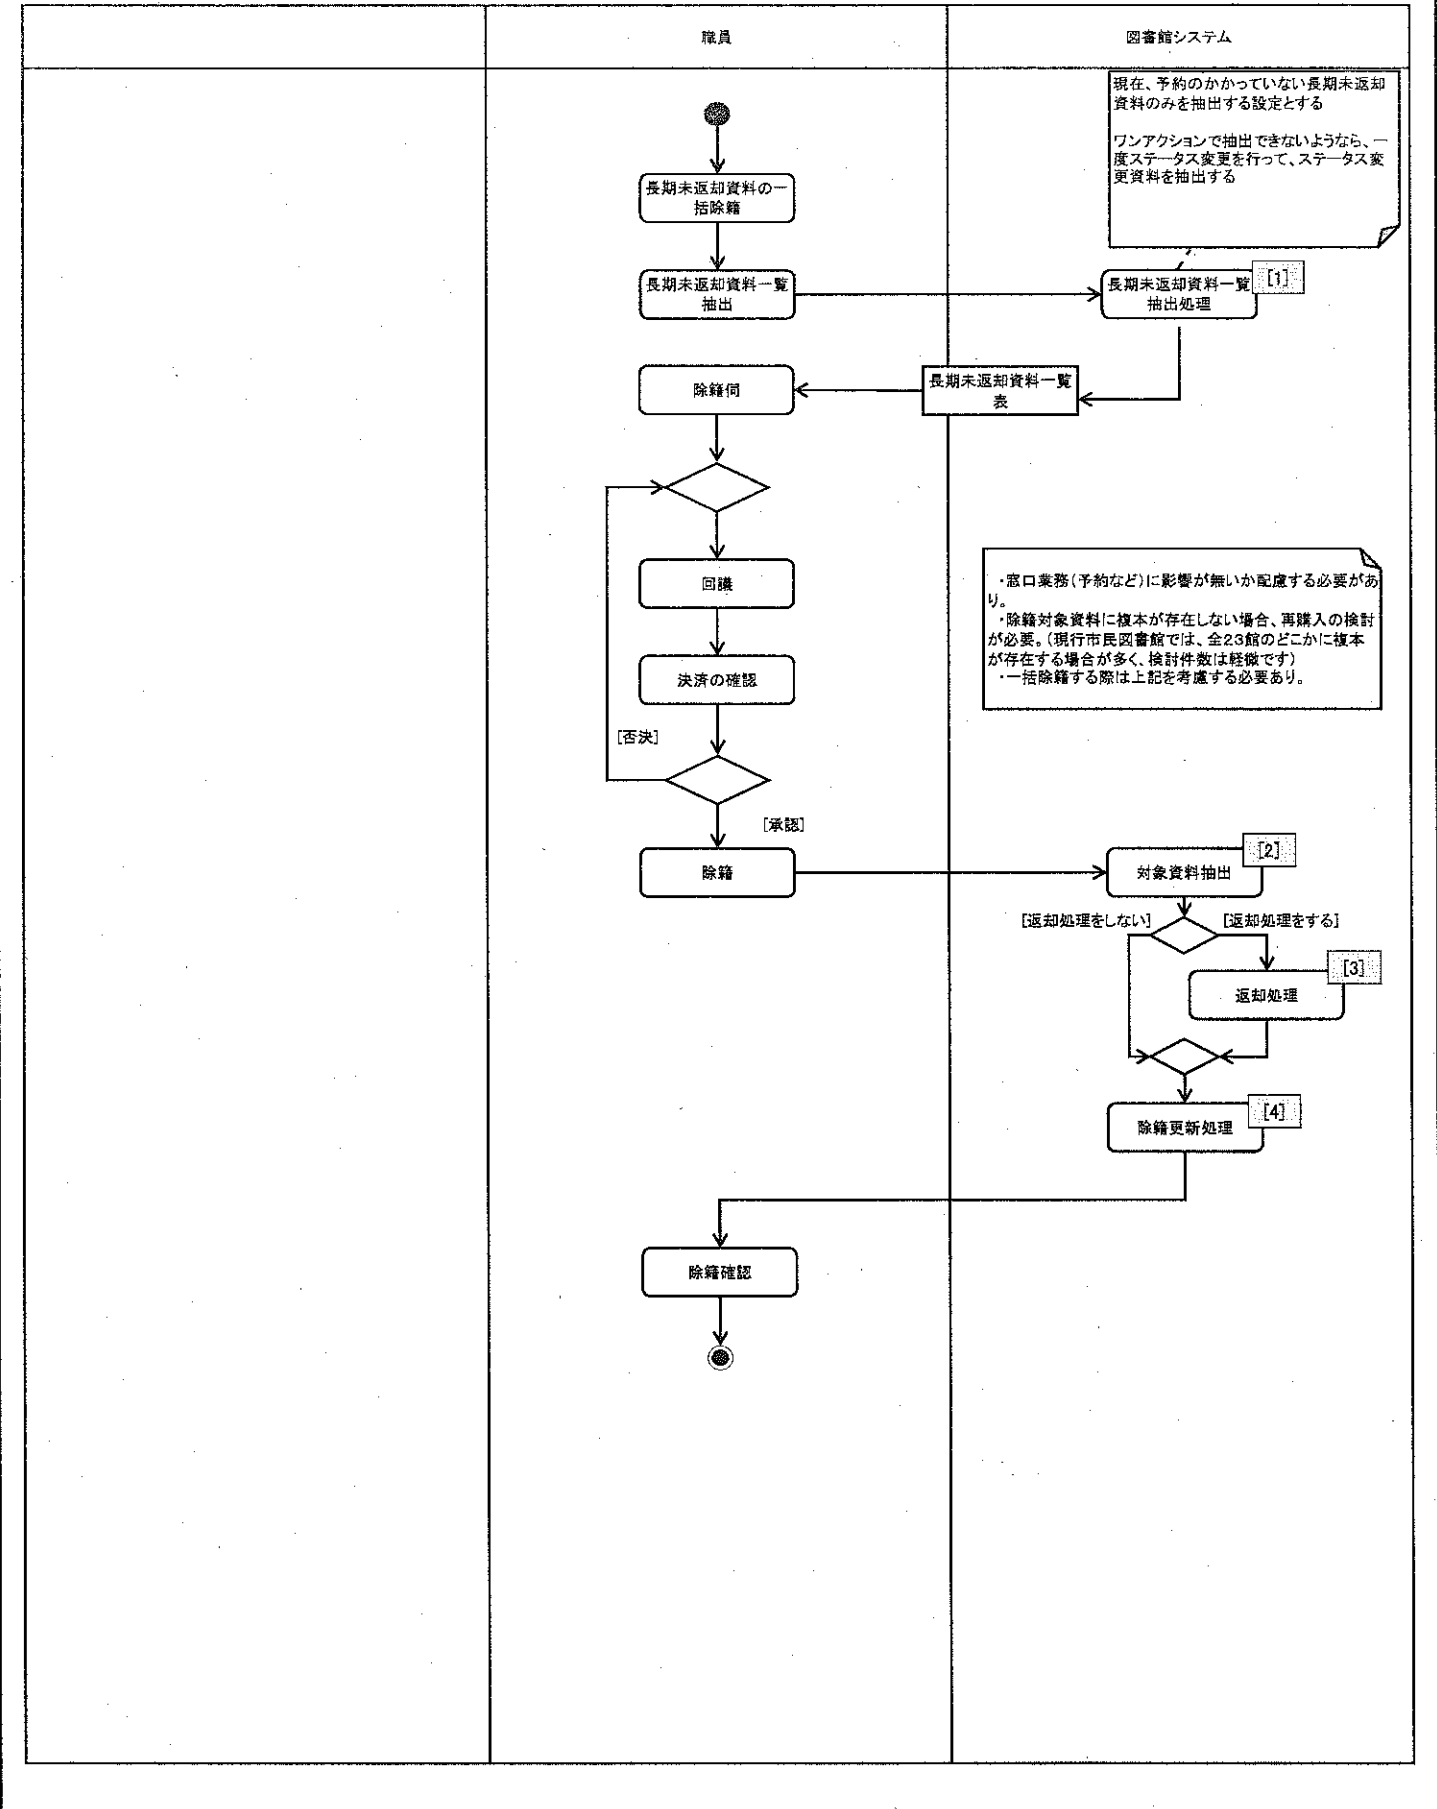 職員
図書館システム
現在、予約のかかっていない長期未返却
資料のみを抽出する設定とする
ワンアクションで抽出できないようなら、一
度ステータス変更を行って、ステータス変
更資料を抽出する
長期未返却資料の一
括除籍
長期未返却資料一覧
抽出
長期未返却資料一覧
抽出処理
[1]
除籍伺
長期未返却資料一覧
表
回議
・窓口業務(予約など)に影響が無いか配慮する必要があ
り。
・除籍対象資料に複本が存在しない場合、再購入の検討
が必要。(現行市民図書館では、全23館のどこかに複本
が存在する場合が多く、検討件数は軽微です)
・一括除籍する際は上記を考慮する必要あり。
決済の確認
[否決]
[承認]
除籍
対象資料抽出
[2]
[返却処理をしない]
[返却処理をする]
返却処理
[3]
除籍更新処理
[4]
除籍確認